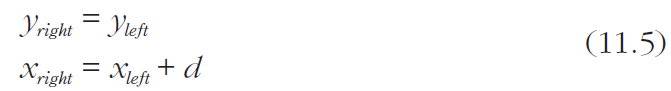 y_right = y_left
(11.5)
x_right = x_left + d